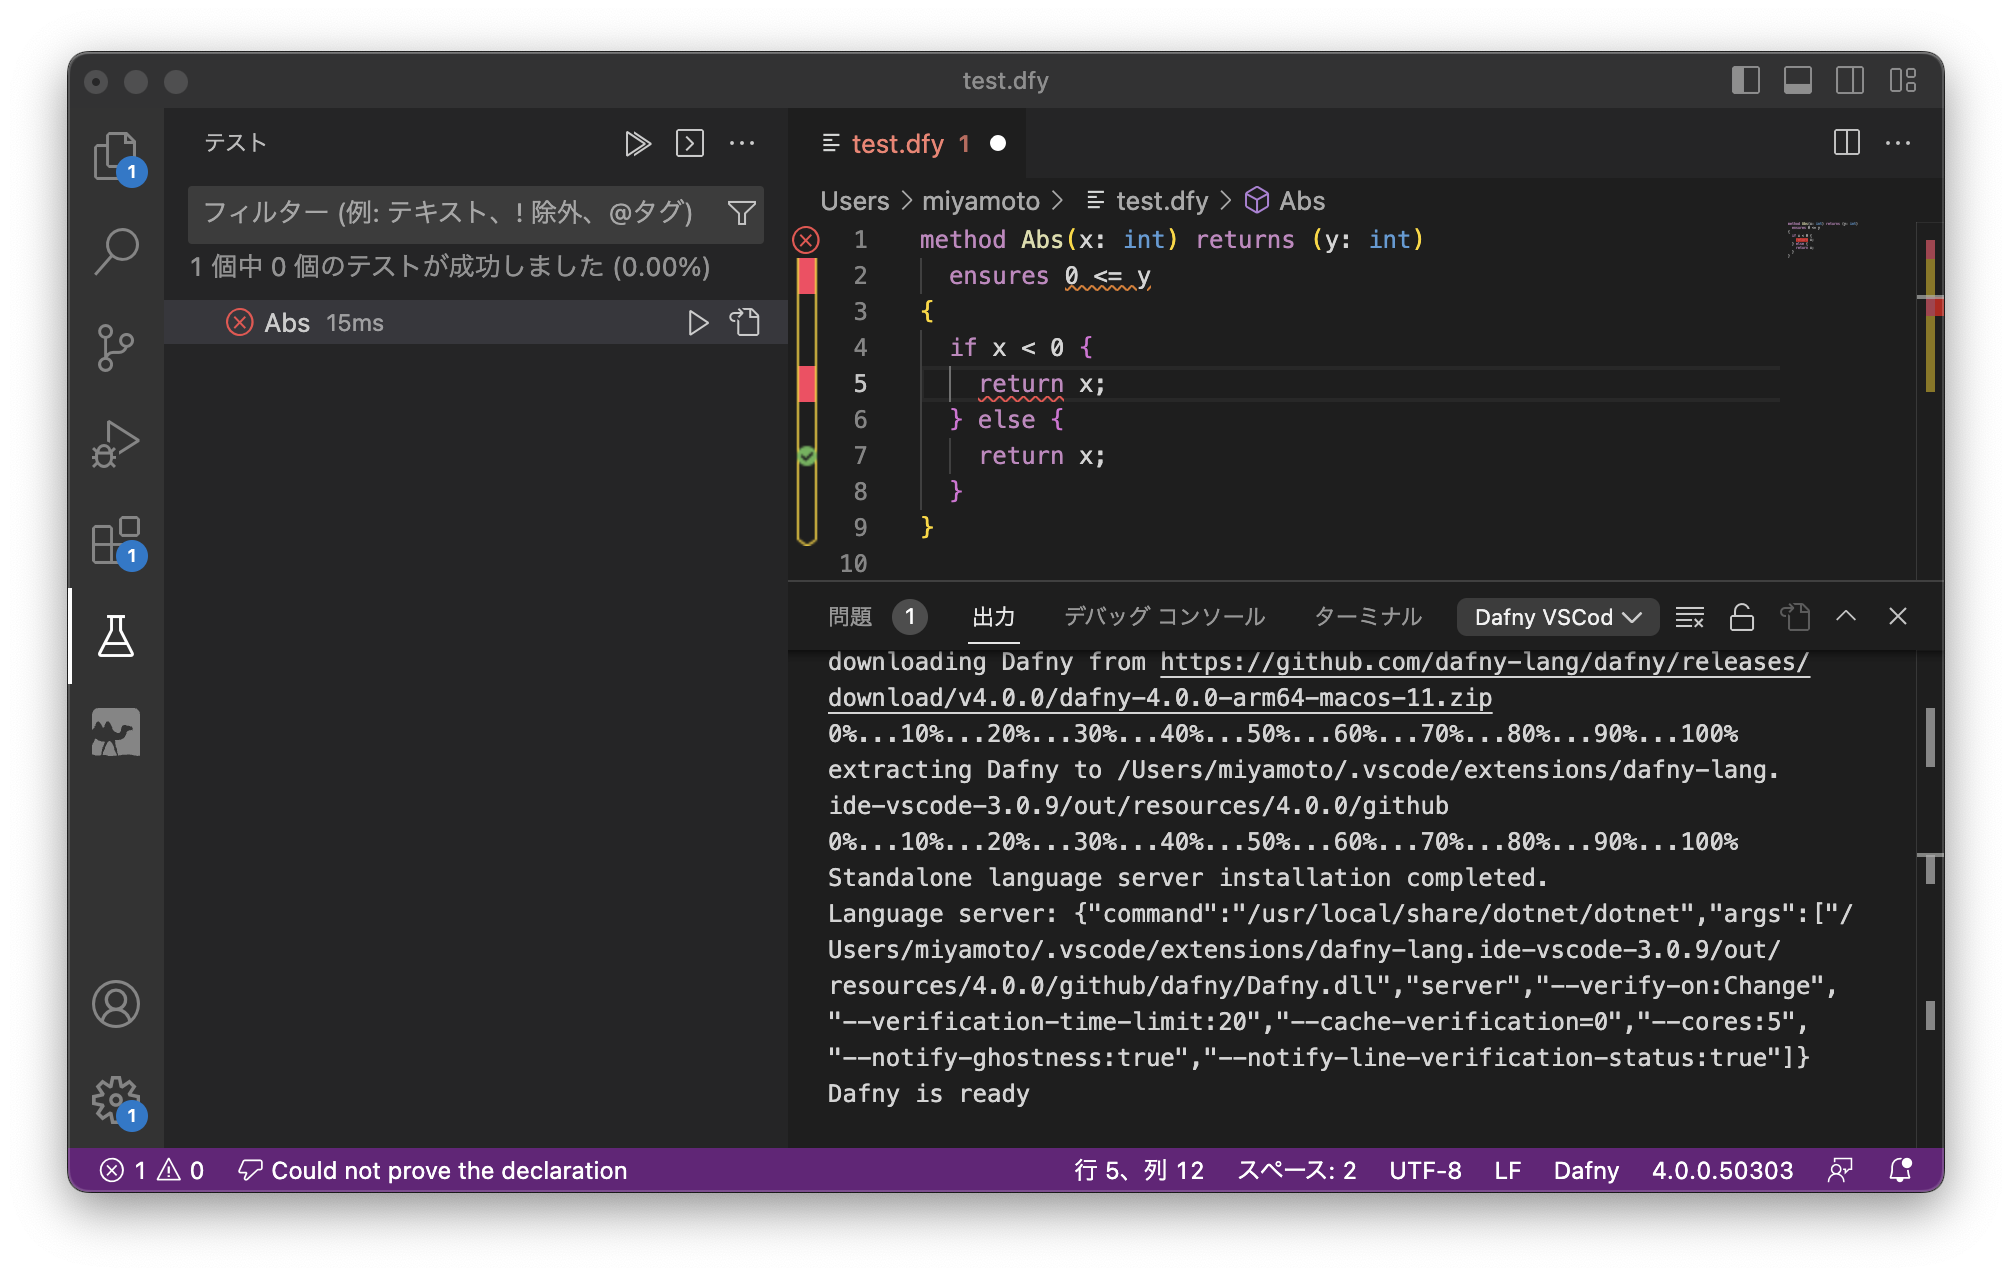 test.dfy
テスト
フィルター (例: テキスト、! 除外、@タグ)
1 個中 0 個のテストが成功しました (0.00%)
Abs 15ms
1
1
1
test.dfy 1
Users > miyamoto > test.dfy > Abs
1 method Abs(x: int) returns (y: int)
2 ensures 0 <= y
3 {
4 if x < 0 {
5 return x;
6 } else {
7 return x;
8 }
9 }
10
問題 1 出力 デバッグ コンソール ターミナル Dafny VSCod
downloading Dafny from https://github.com/dafny-lang/dafny/releases/
download/v4.0.0/dafny-4.0.0-arm64-macos-11.zip
0%...10%...20%...30%...40%...50%...60%...70%...80%...90%...100%
extracting Dafny to /Users/miyamoto/.vscode/extensions/dafny-lang.
ide-vscode-3.0.9/out/resources/4.0.0/github
0%...10%...20%...30%...40%...50%...60%...70%...80%...90%...100%
Standalone language server installation completed.
Language server: {"command":"/usr/local/share/dotnet/dotnet","args":["/
Users/miyamoto/.vscode/extensions/dafny-lang.ide-vscode-3.0.9/out/
resources/4.0.0/github/dafny/Dafny.dll","server","--verify-on:Change",
"--verification-time-limit:20","--cache-verification=0","--cores:5",
"--notify-ghostness:true","--notify-line-verification-status:true"]}
Dafny is ready
1 0 Could not prove the declaration 行 5、列 12 スペース: 2 UTF-8 LF Dafny 4.0.0.50303